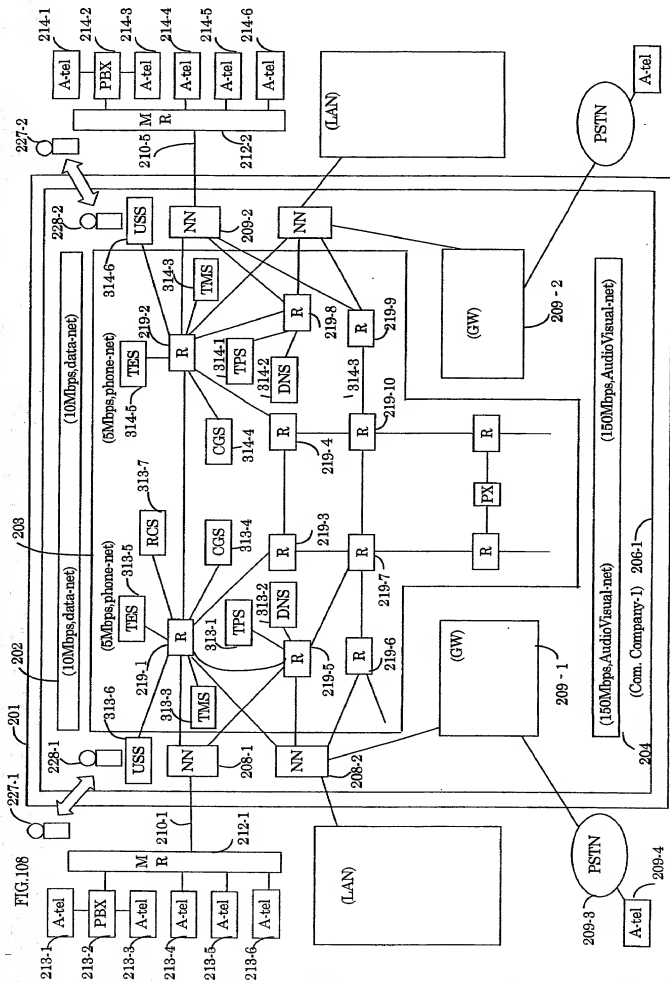 FIG.108
201
202
203
227-1
228-1
(10Mbps,data-net)
(10Mbps,data-net)
228-2
227-2
213-1
A-tel
213-2
PBX
213-3
A-tel
213-4
A-tel
213-5
A-tel
213-6
A-tel
M
R
212-1
210-1
214-1
A-tel
214-2
PBX
214-3
A-tel
214-4
A-tel
214-5
A-tel
214-6
A-tel
M
R
212-2
210-5
313-6
USS
219-1
TES
313-5
(5Mbps,phone-net)
RCS
313-7
(5Mbps,phone-net)
TES
314-5
219-2
314-6
USS
NN
208-1
TMS
313-3
R
CGS
313-4
CGS
314-4
R
TMS
314-3
NN
209-2
TPS
313-1
DNS
313-2
R
219-5
R
219-3
R
219-4
TPS
314-1
DNS
314-2
R
219-8
NN
208-2
NN
R
219-6
R
219-7
R
219-10
314-3
R
219-9
R
PX
R
(LAN)
(LAN)
(GW)
209 - 1
(GW)
209 - 2
PSTN
209-3
A-tel
209-4
PSTN
A-tel
(150Mbps,AudioVisual-net)
(150Mbps,AudioVisual-net)
204
(Com. Company-1)
206-1